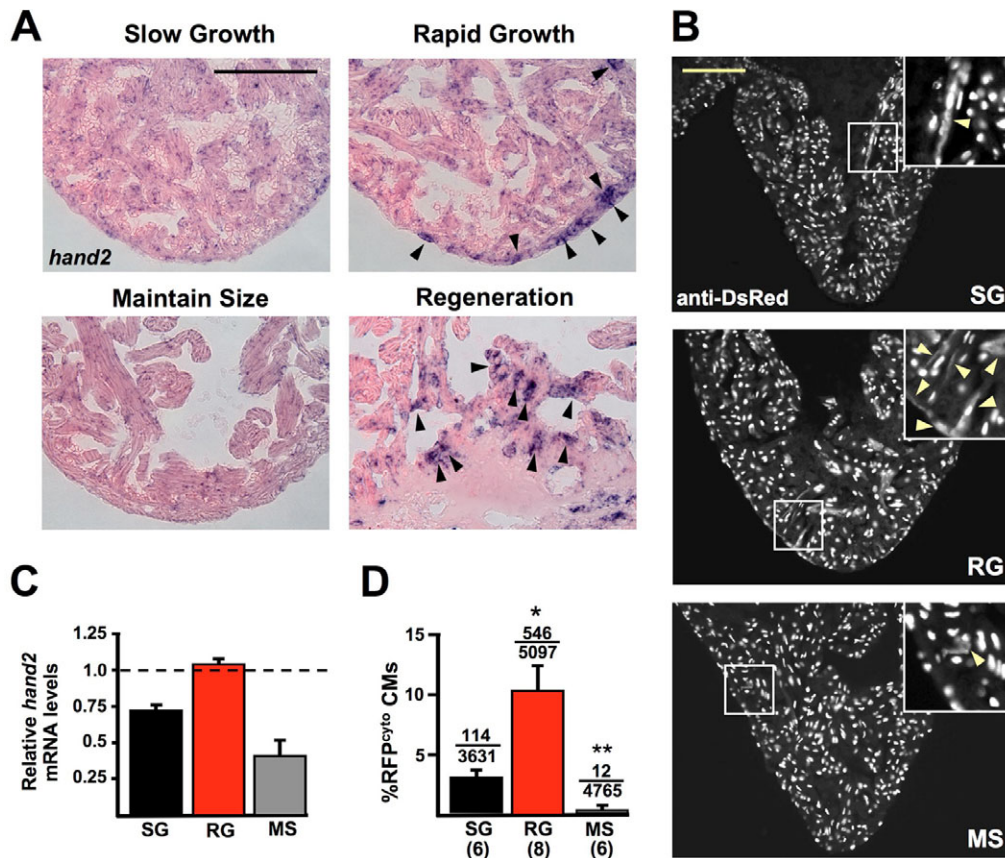 A
Slow Growth
Rapid Growth
hand2
Maintain Size
Regeneration
B
anti-DsRed
SG
RG
MS
C
Relative hand2
mRNA levels
1.25
1.0
0.75
0.5
0.25
SG
RG
MS
D
%RFPcyto CMs
15
10
5
114
3631
*
546
5097
**
12
4765
SG
(6)
RG
(8)
MS
(6)